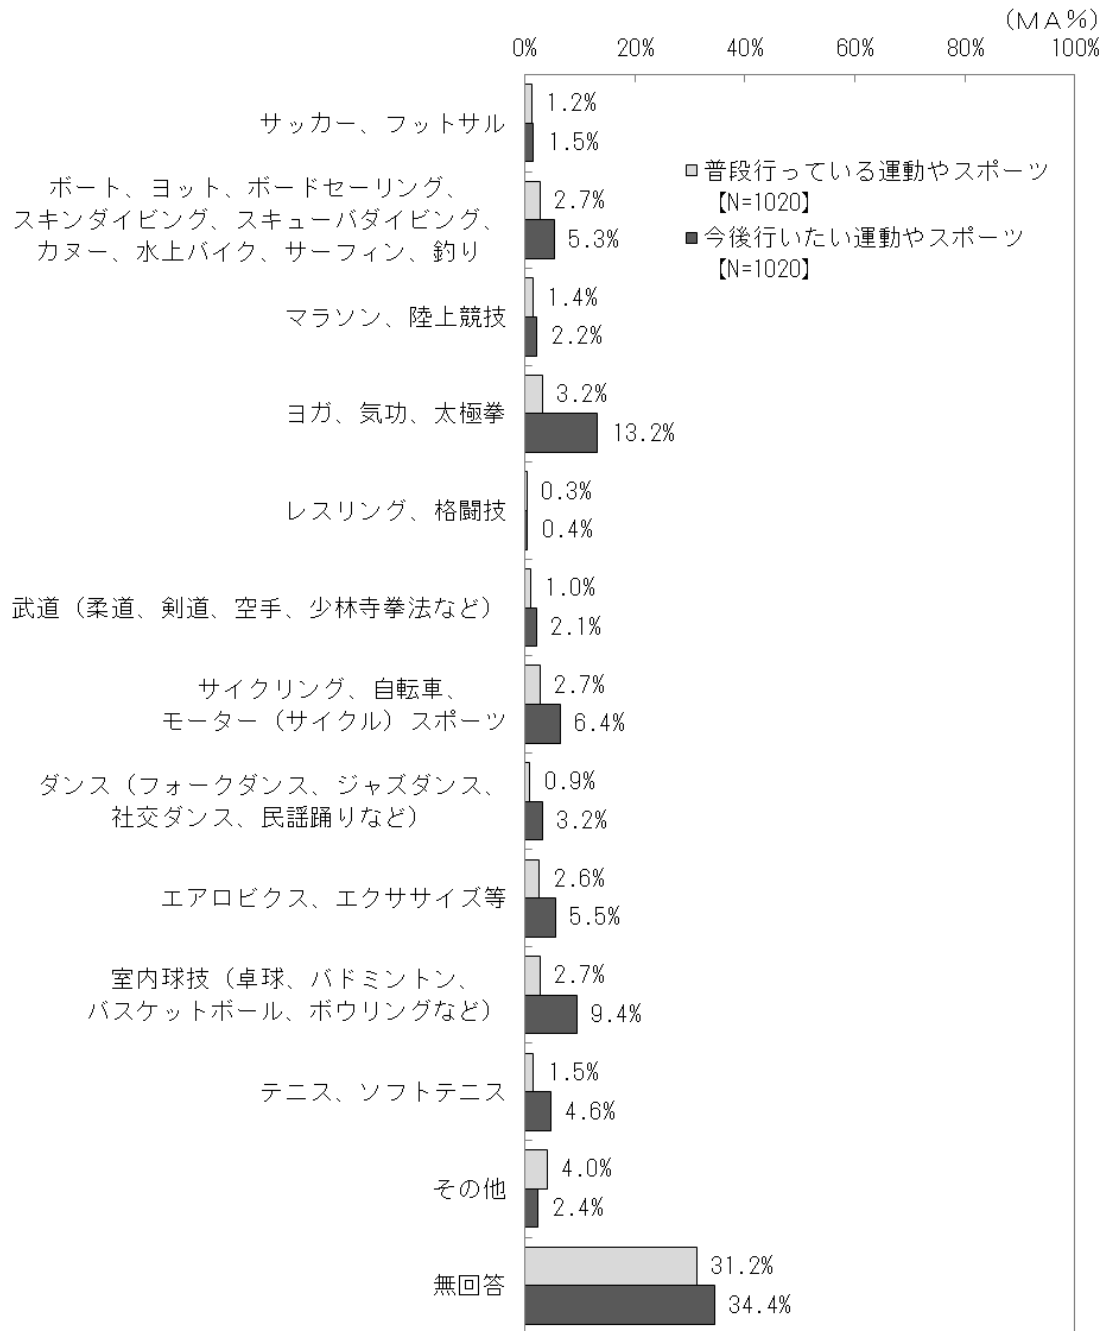 (ＭＡ％)
0% 20% 40% 60% 80% 100%
サッカー、フットサル
1.2%
1.5%
普段行っている運動やスポーツ
【N=1020】
今後行いたい運動やスポーツ
【N=1020】
ボート、ヨット、ボードセーリング、
スキンダイビング、スキューバダイビング、
カヌー、水上バイク、サーフィン、釣り
2.7%
5.3%
マラソン、陸上競技
1.4%
2.2%
ヨガ、気功、太極拳
3.2%
13.2%
レスリング、格闘技
0.3%
0.4%
武道（柔道、剣道、空手、少林寺拳法など）
1.0%
2.1%
サイクリング、自転車、
モーター（サイクル）スポーツ
2.7%
6.4%
ダンス（フォークダンス、ジャズダンス、
社交ダンス、民謡踊りなど）
0.9%
3.2%
エアロビクス、エクササイズ等
2.6%
5.5%
室内球技（卓球、バドミントン、
バスケットボール、ボウリングなど）
2.7%
9.4%
テニス、ソフトテニス
1.5%
4.6%
その他
4.0%
2.4%
無回答
31.2%
34.4%